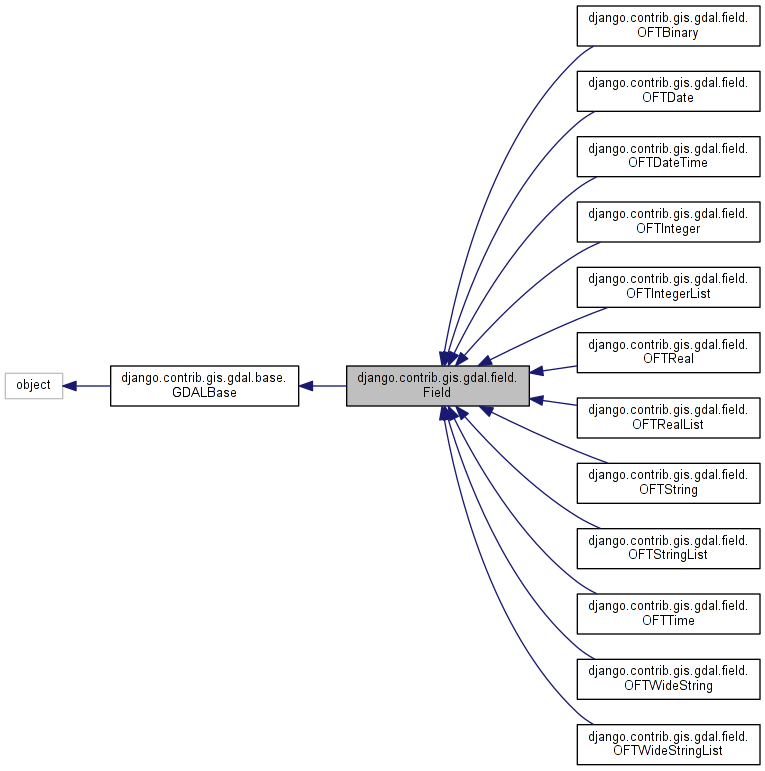 django.contrib.gis.gdal.field.
OFTBinary
django.contrib.gis.gdal.field.
OFTDate
django.contrib.gis.gdal.field.
OFTDateTime
django.contrib.gis.gdal.field.
OFTInteger
django.contrib.gis.gdal.field.
OFTIntegerList
django.contrib.gis.gdal.field.
OFTReal
object
django.contrib.gis.gdal.base.
GDALBase
django.contrib.gis.gdal.field.
Field
django.contrib.gis.gdal.field.
OFTRealList
django.contrib.gis.gdal.field.
OFTString
django.contrib.gis.gdal.field.
OFTStringList
django.contrib.gis.gdal.field.
OFTTime
django.contrib.gis.gdal.field.
OFTWideString
django.contrib.gis.gdal.field.
OFTWideStringList